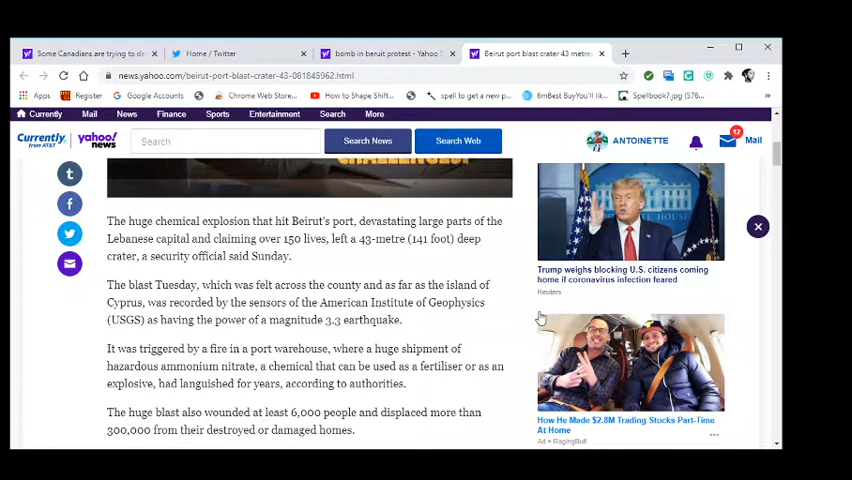 Some Canadians are trying to de
Home / Twitter
bomb in beruit protest - Yahoo S
Beirut port blast crater 43 metres
news.yahoo.com/beirut-port-blast-crater-43-081845962.html
Apps
Register
Google Accounts
Chrome Web Store...
How to Shape Shift...
spell to get a new p...
6mBest BuyYou'll lik...
Spellbook7.jpg (576...
Currently
Mail
News
Finance
Sports
Entertainment
Search
More
Currently
from AT&T
yahoo!
news
Search
Search News
Search Web
ANTOINETTE
12
Mail
CHALLENGES!
The huge chemical explosion that hit Beirut's port, devastating large parts of the
Lebanese capital and claiming over 150 lives, left a 43-metre (141 foot) deep
crater, a security official said Sunday.
The blast Tuesday, which was felt across the county and as far as the island of
Cyprus, was recorded by the sensors of the American Institute of Geophysics
(USGS) as having the power of a magnitude 3.3 earthquake.
It was triggered by a fire in a port warehouse, where a huge shipment of
hazardous ammonium nitrate, a chemical that can be used as a fertiliser or as an
explosive, had languished for years, according to authorities.
The huge blast also wounded at least 6,000 people and displaced more than
300,000 from their destroyed or damaged homes.
Trump weighs blocking U.S. citizens coming
home if coronavirus infection feared
Reuters
How He Made $2.8M Trading Stocks Part-Time
At Home
Ad • RagingBull